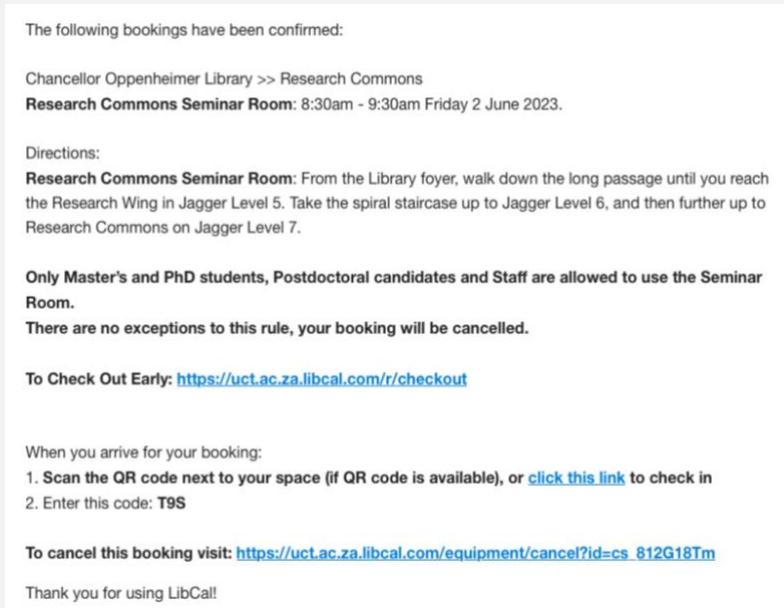 The following bookings have been confirmed:
Chancellor Oppenheimer Library >> Research Commons
Research Commons Seminar Room: 8:30am - 9:30am Friday 2 June 2023.
Directions:
Research Commons Seminar Room: From the Library foyer, walk down the long passage until you reach
the Research Wing in Jagger Level 5. Take the spiral staircase up to Jagger Level 6, and then further up to
Research Commons on Jagger Level 7.
Only Master's and PhD students, Postdoctoral candidates and Staff are allowed to use the Seminar
Room.
There are no exceptions to this rule, your booking will be cancelled.
To Check Out Early: https://uct.ac.za.libcal.com/r/checkout
When you arrive for your booking:
1. Scan the QR code next to your space (if QR code is available), or click this link to check in
2. Enter this code: T9S
To cancel this booking visit: https://uct.ac.za.libcal.com/equipment/cancel?id=cs_812G18Tm
Thank you for using LibCal!